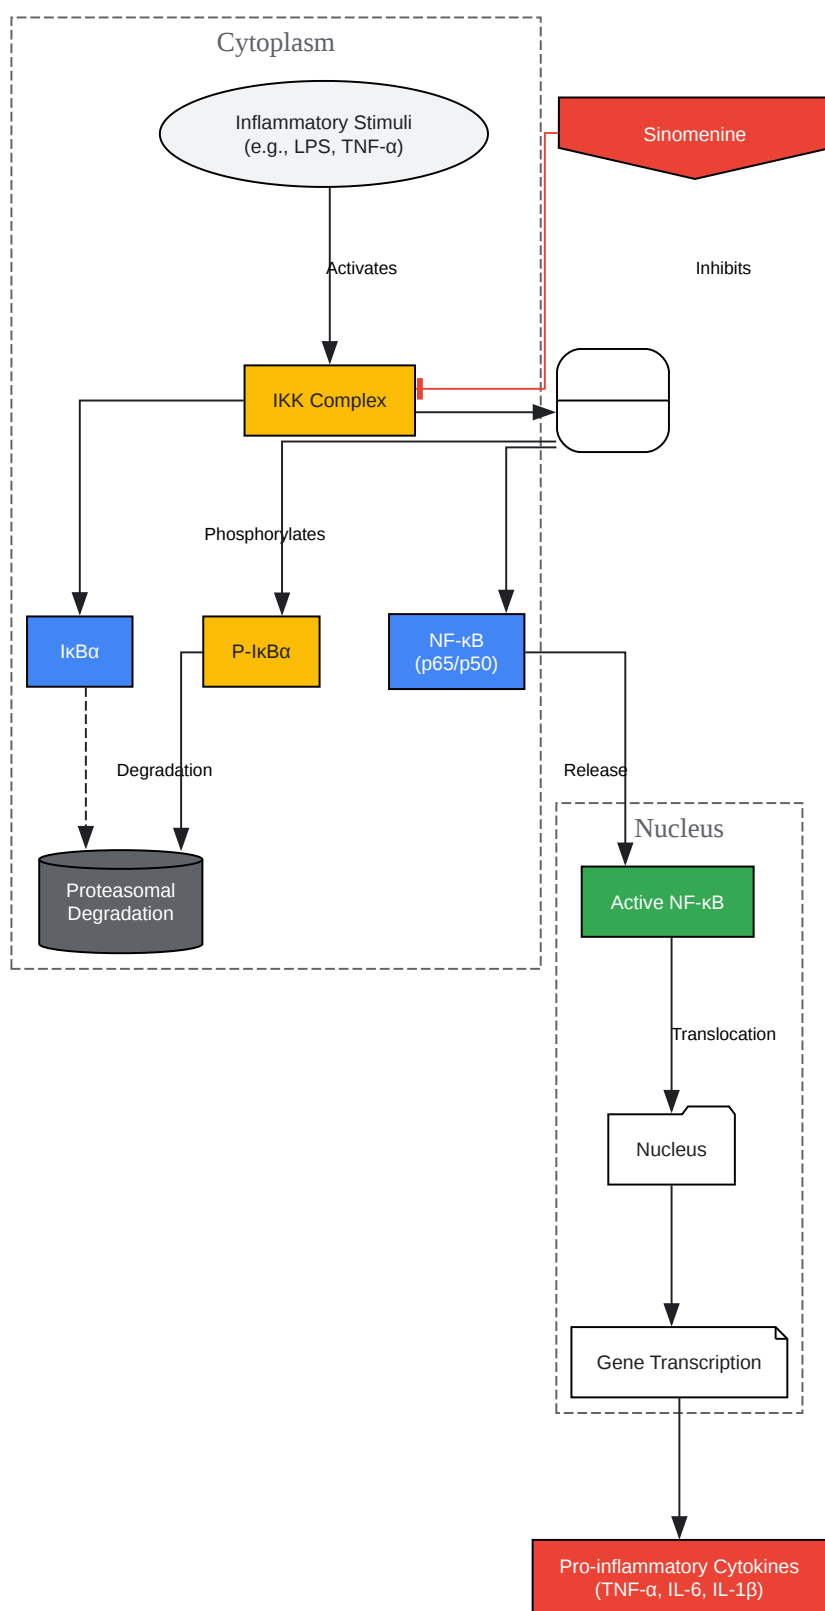 Cytoplasm
Inflammatory Stimuli
(e.g., LPS, TNF-α)
Sinomenine
Activates
Inhibits
IKK Complex
Phosphorylates
IκBα
P-IκBα
NF-κB
(p65/p50)
Degradation
Release
Nucleus
Proteasomal
Degradation
Active NF-κB
Translocation
Nucleus
Gene Transcription
Pro-inflammatory Cytokines
(TNF-α, IL-6, IL-1β)